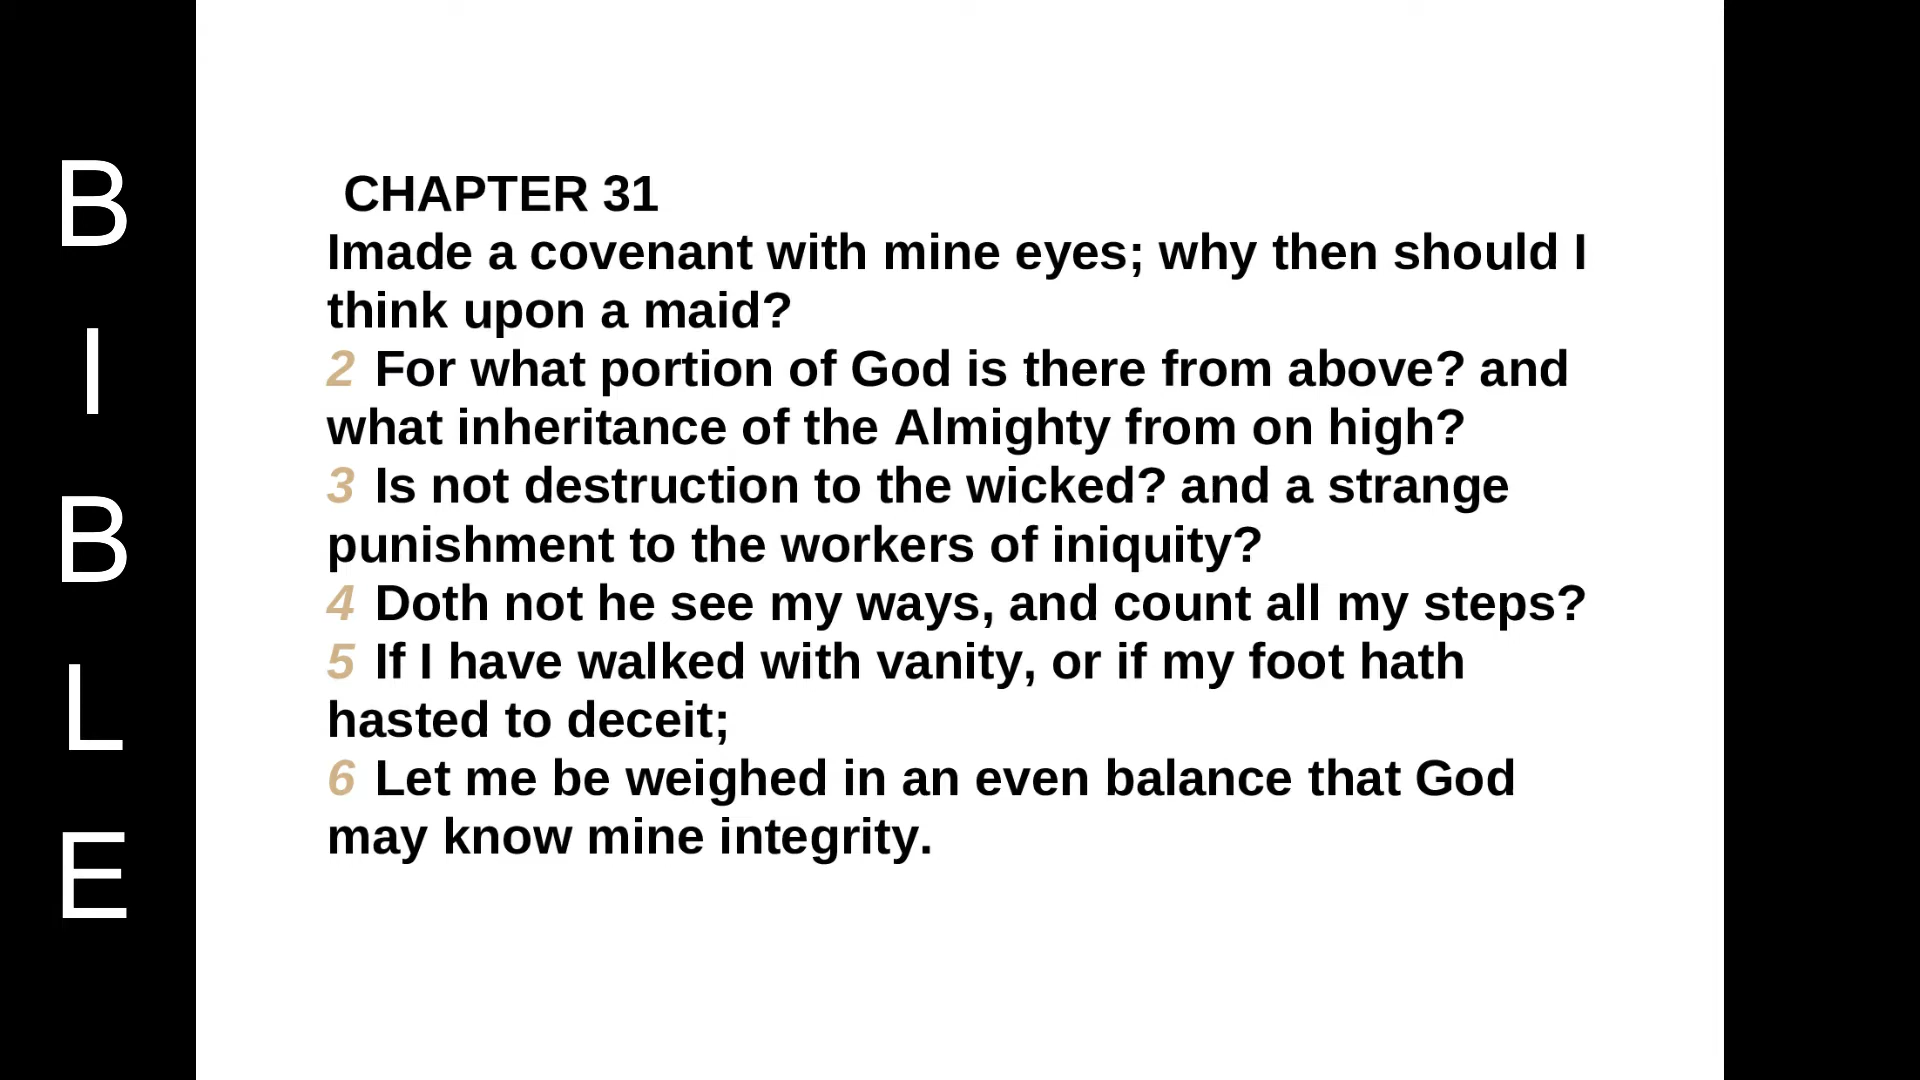 BIBLE
CHAPTER 31
Imade a covenant with mine eyes; why then should I
think upon a maid?
2 For what portion of God is there from above? and
what inheritance of the Almighty from on high?
3 Is not destruction to the wicked? and a strange
punishment to the workers of iniquity?
4 Doth not he see my ways, and count all my steps?
5 If I have walked with vanity, or if my foot hath
hasted to deceit;
6 Let me be weighed in an even balance that God
may know mine integrity.